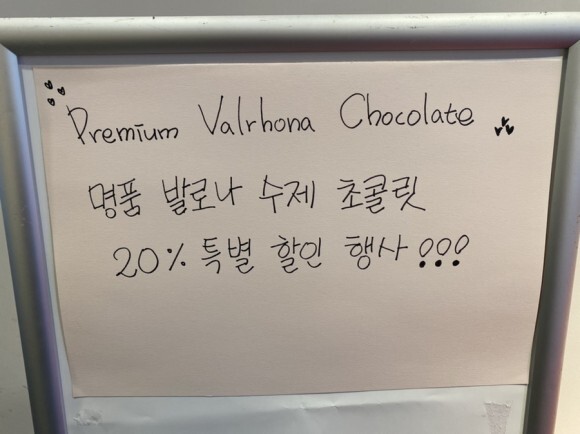 Premium Valrhona Chocolate
명품 발로나 수제 초콜릿
20% 특별 할인 행사!!!